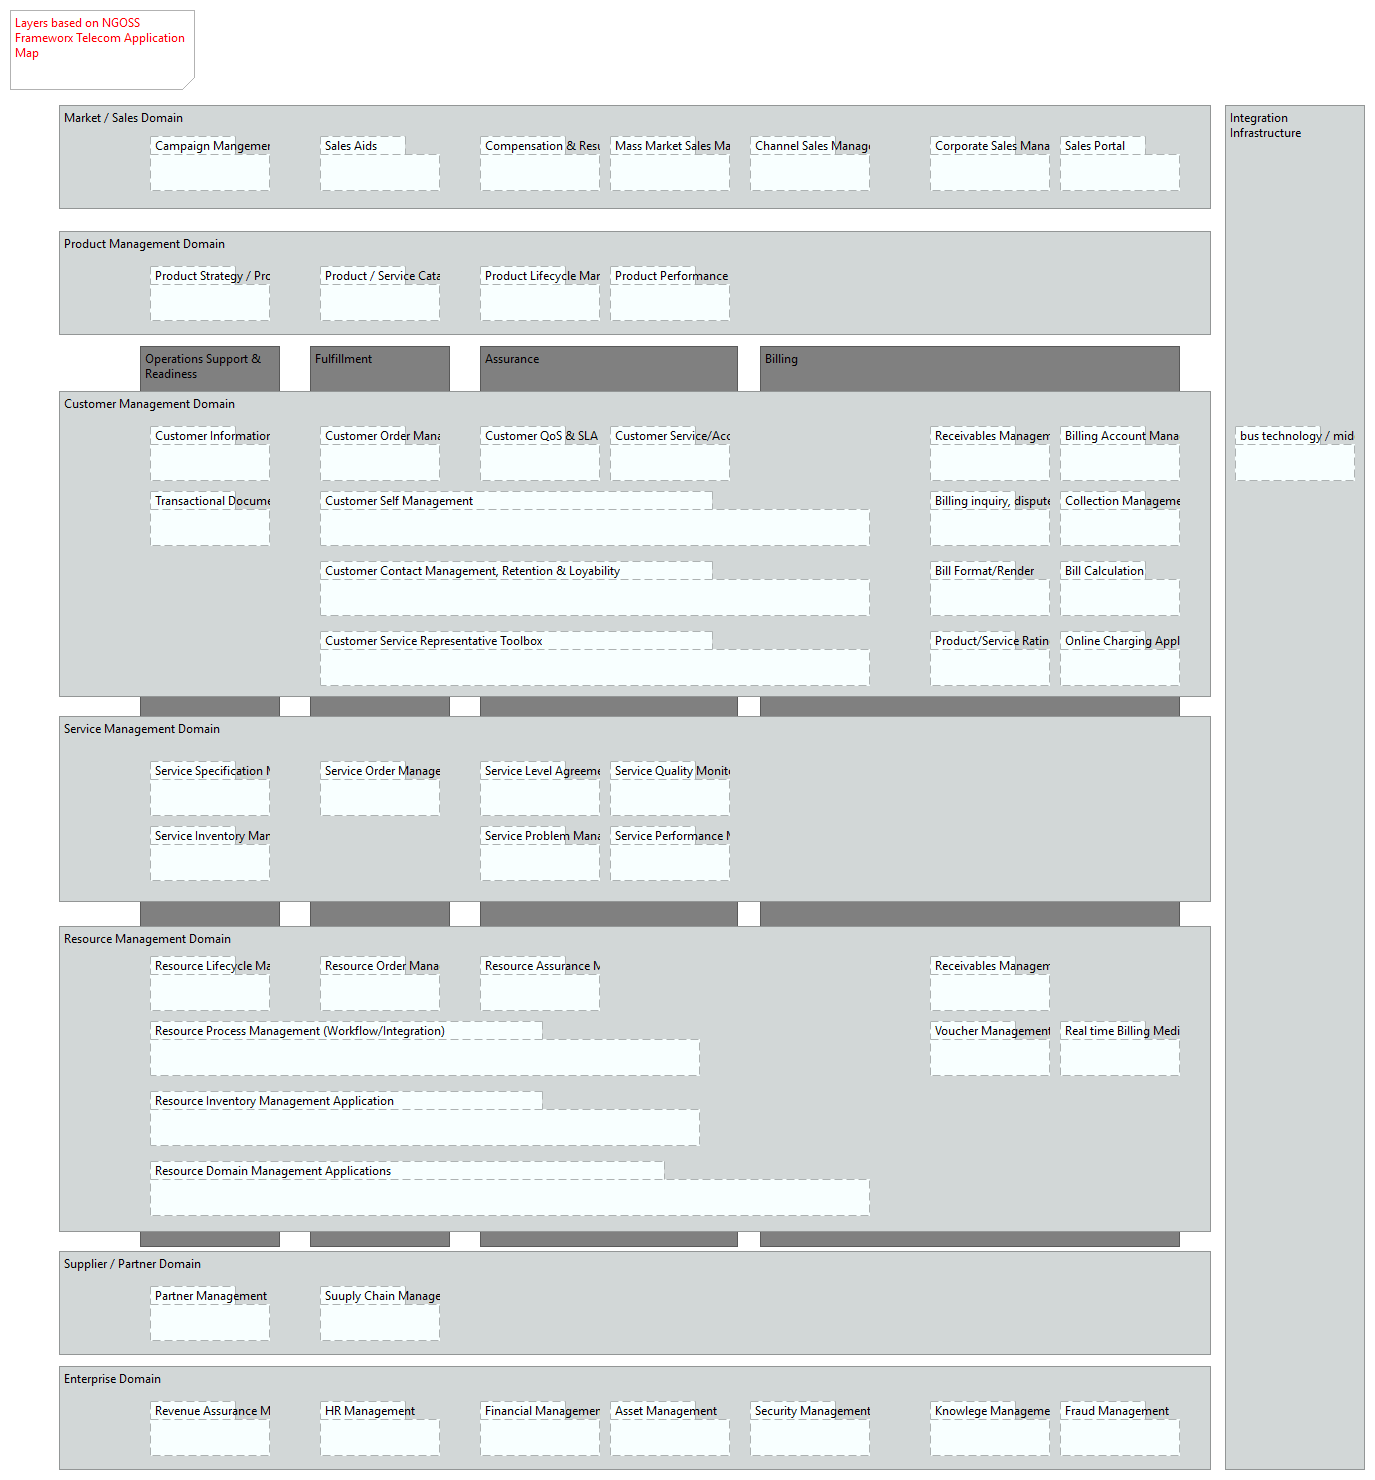 Layers based on NGOSS
Frameworx Telecom Application
Map
Market / Sales Domain
Campaign Mangemer
Sales Aids
Compensation & Resu
Mass Market Sales Ma
Channel Sales Manage
Corporate Sales Mana
Sales Portal
Integration
Infrastructure
Product Management Domain
Product Strategy / Pro
Product / Service Cata
Product Lifecycle Mar
Product Performance
Operations Support &
Readiness
Fulfillment
Assurance
Billing
Customer Management Domain
Customer Information
Customer Order Mana
Customer QoS & SLA
Customer Service/Acc
Receivables Managem
Billing Account Mana
bus technology / mid
Transactional Docume
Customer Self Management
Billing inquiry, dispute
Collection Manageme
Customer Contact Management, Retention & Loyability
Bill Format/Render
Bill Calculation
Customer Service Representative Toolbox
Product/Service Ratin
Online Charging Appl
Service Management Domain
Service Specification M
Service Order Manage
Service Level Agreeme
Service Quality Monito
Service Inventory Man
Service Problem Mana
Service Performance M
Resource Management Domain
Resource Lifecycle Ma
Resource Order Mana
Resource Assurance M
Receivables Managem
Resource Process Management (Workflow/Integration)
Voucher Management
Real time Billing Medi
Resource Inventory Management Application
Resource Domain Management Applications
Supplier / Partner Domain
Partner Management
Suuply Chain Manage
Enterprise Domain
Revenue Assurance M
HR Management
Financial Managemer
Asset Management
Security Management
Knowlege Manageme
Fraud Management